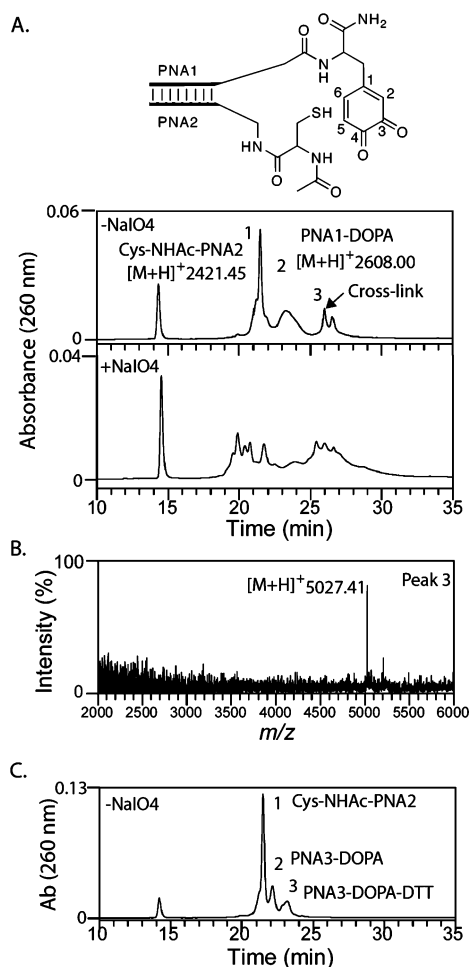 A.
O
NH2
O
N
H
PNA1
1
6
2
5
3
4
O
O
PNA2
SH
HN
O
NH
O
0.06
-NaIO4
1
PNA1-DOPA
Cys-NHAc-PNA2
[M+H]+2608.00
[M+H]+2421.45
2
3
Cross-link
0
0.04
+NaIO4
0
Absorbance (260 nm)
10 15 20 25 30 35
Time (min)
B.
100
[M+H]+5027.41
Peak 3
Intensity (%)
0
2000 2500 3000 3500 4000 4500 5000 5500 6000
m/z
C.
0.13
-NaIO4
1 Cys-NHAc-PNA2
2 PNA3-DOPA
3 PNA3-DOPA-DTT
Ab (260 nm)
0
10 15 20 25 30 35
Time (min)